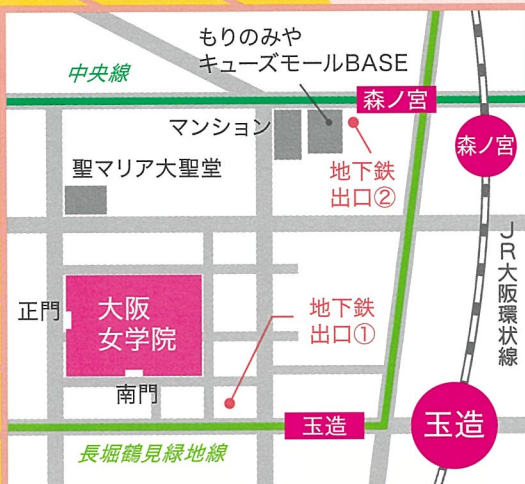 もりのみや
キューズモールBASE
中央線
森ノ宮
マンション
森ノ宮
地下鉄
出口②
聖マリア大聖堂
JR大阪環状線
正門
大阪
女学院
地下鉄
出口①
南門
玉造
玉造
長堀鶴見緑地線